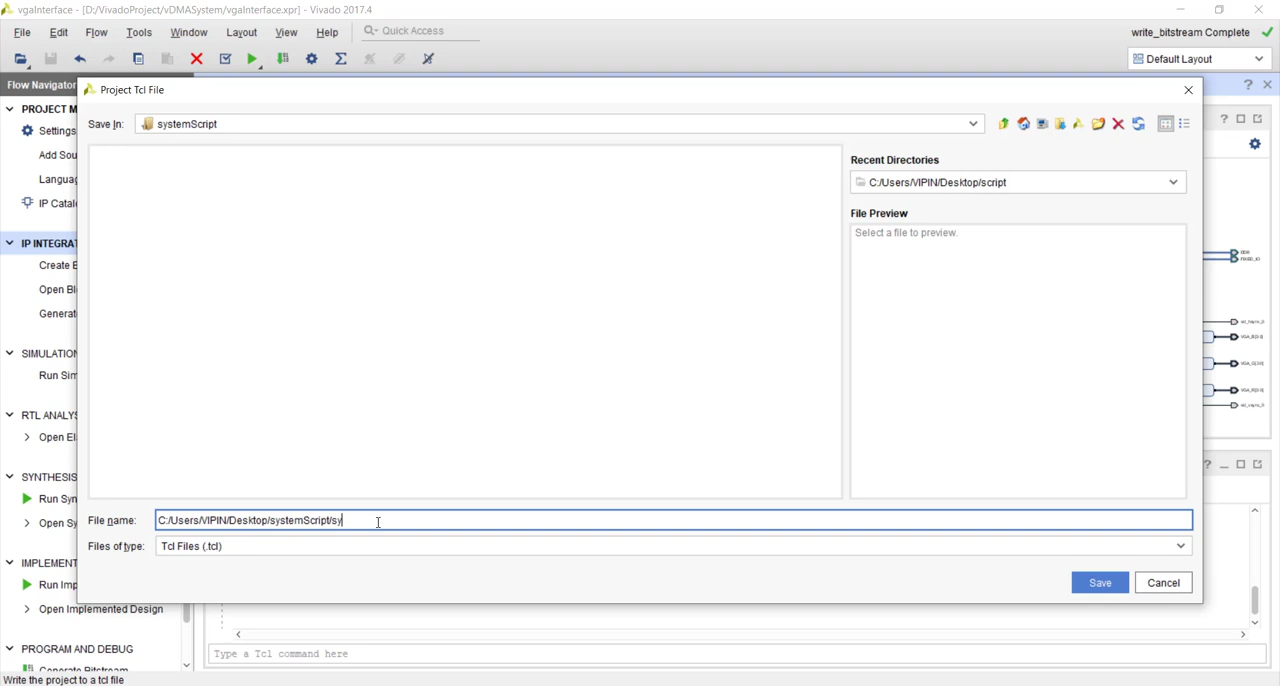 vgaInterface - [D:/VivadoProject/vDMASystem/vgaInterface.xpr] - Vivado 2017.4
File Edit Flow Tools Window Layout View Help Quick Access
write_bitstream Complete
Default Layout
Flow Navigator
Project Tcl File
PROJECT M
Save In: systemScript
Settings
Recent Directories
Add Sou
C:/Users/VIPIN/Desktop/script
Languag
IP Catal
File Preview
Select a file to preview.
IP INTEGRAT
Create B
Open Bl
Generat
SIMULATION
Run Sim
RTL ANALYS
Open El
SYNTHESIS
Run Syn
File name: C:/Users/VIPIN/Desktop/systemScript/sy
Open Sy
Files of type: Tcl Files (.tcl)
IMPLEMENT
Run Imp
Save Cancel
Open Implemented Design
PROGRAM AND DEBUG
Type a Tcl command here
Generate Bitstream
Write the project to a tcl file